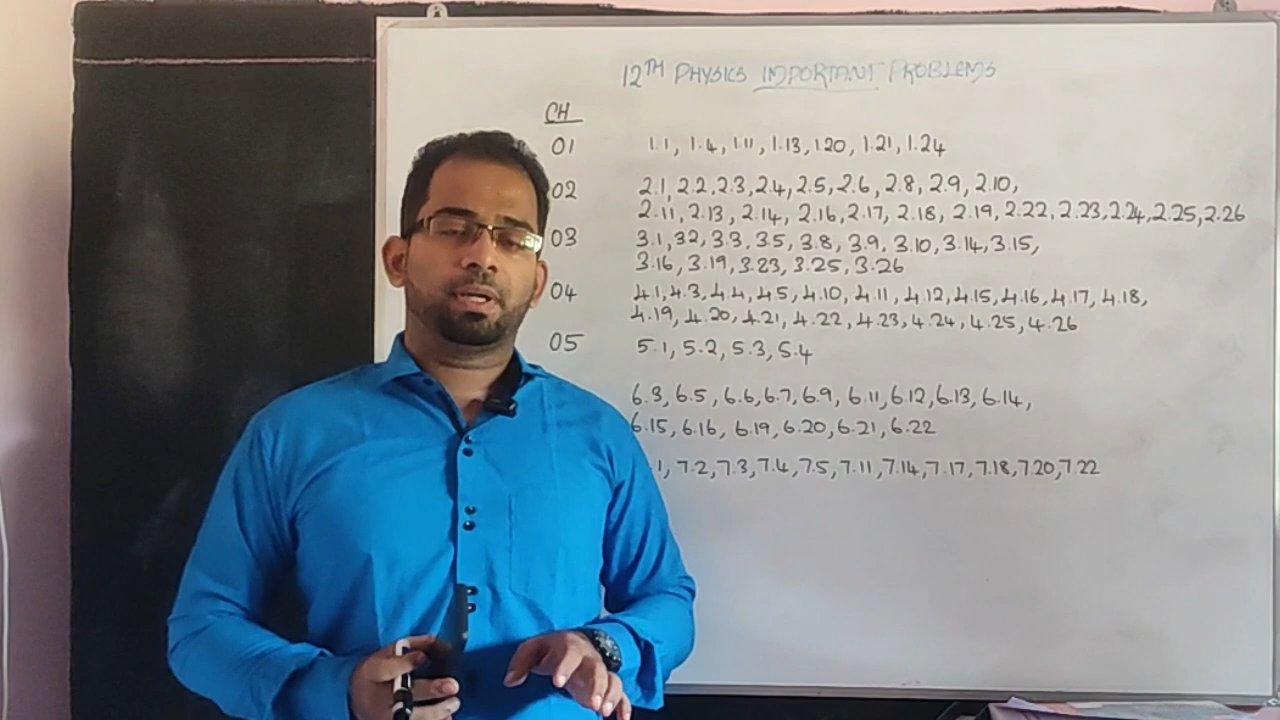 12TH PHYSICS IMPORTANT PROBLEMS
CH
01 1.1, 1.4, 1.11, 1.13, 1.20, 1.21, 1.24
02 2.1, 2.2, 2.3, 2.4, 2.5, 2.6, 2.8, 2.9, 2.10,
2.11, 2.13, 2.14, 2.16, 2.17, 2.18, 2.19, 2.22, 2.23, 2.24, 2.25, 2.26
03 3.1, 32, 3.3, 3.5, 3.8, 3.9, 3.10, 3.14, 3.15,
3.16, 3.19, 3.23, 3.25, 3.26
04 4.1, 4.3, 4.4, 4.5, 4.10, 4.11, 4.12, 4.15, 4.16, 4.17, 4.18,
4.19, 4.20, 4.21, 4.22, 4.23, 4.24, 4.25, 4.26
05 5.1, 5.2, 5.3, 5.4
6.3, 6.5, 6.6, 6.7, 6.9, 6.11, 6.12, 6.13, 6.14,
6.15, 6.16, 6.19, 6.20, 6.21, 6.22
.1, 7.2, 7.3, 7.4, 7.5, 7.11, 7.14, 7.17, 7.18, 7.20, 7.22